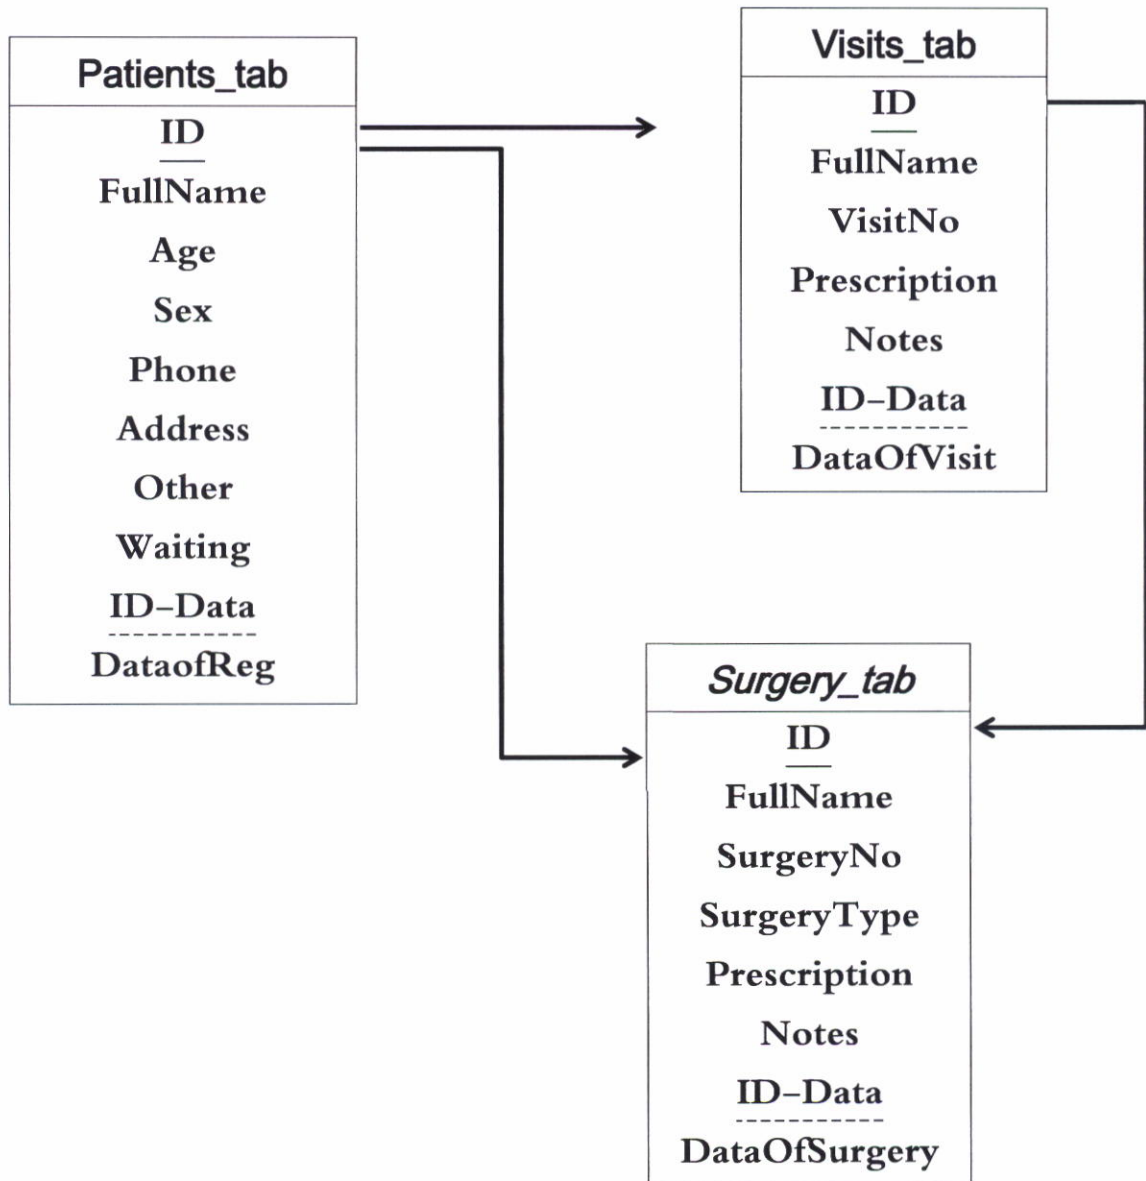 Patients_tab
ID
FullName
Age
Sex
Phone
Address
Other
Waiting
ID–Data
DataofReg
Visits_tab
ID
FullName
VisitNo
Prescription
Notes
ID–Data
DataOfVisit
Surgery_tab
ID
FullName
SurgeryNo
SurgeryType
Prescription
Notes
ID–Data
DataOfSurgery